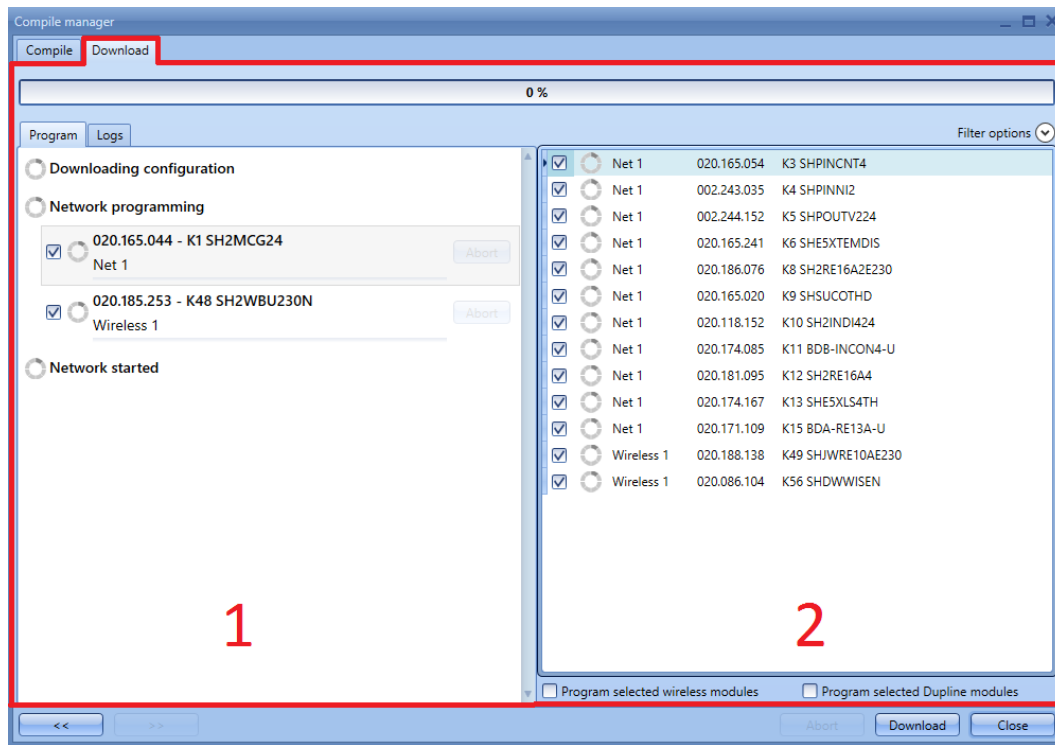 Compile manager
Compile Download
0 %
Program Logs
Filter options
Downloading configuration
Network programming
020.165.044 - K1 SH2MCG24
Net 1
Abort
020.185.253 - K48 SH2WBU230N
Wireless 1
Abort
Network started
1
Net 1 020.165.054 K3 SHPINCNT4
Net 1 002.243.035 K4 SHPINNI2
Net 1 002.244.152 K5 SHPOUTV224
Net 1 020.165.241 K6 SHE5XTEMDIS
Net 1 020.186.076 K8 SH2RE16A2E230
Net 1 020.165.020 K9 SHSUCOTHD
Net 1 020.118.152 K10 SH2INDI424
Net 1 020.174.085 K11 BDB-INCON4-U
Net 1 020.181.095 K12 SH2RE16A4
Net 1 020.174.167 K13 SHE5XLS4TH
Net 1 020.171.109 K15 BDA-RE13A-U
Wireless 1 020.188.138 K49 SHJWRE10AE230
Wireless 1 020.086.104 K56 SHDWWISEN
2
Program selected wireless modules Program selected Dupline modules
<< >> Abort Download Close